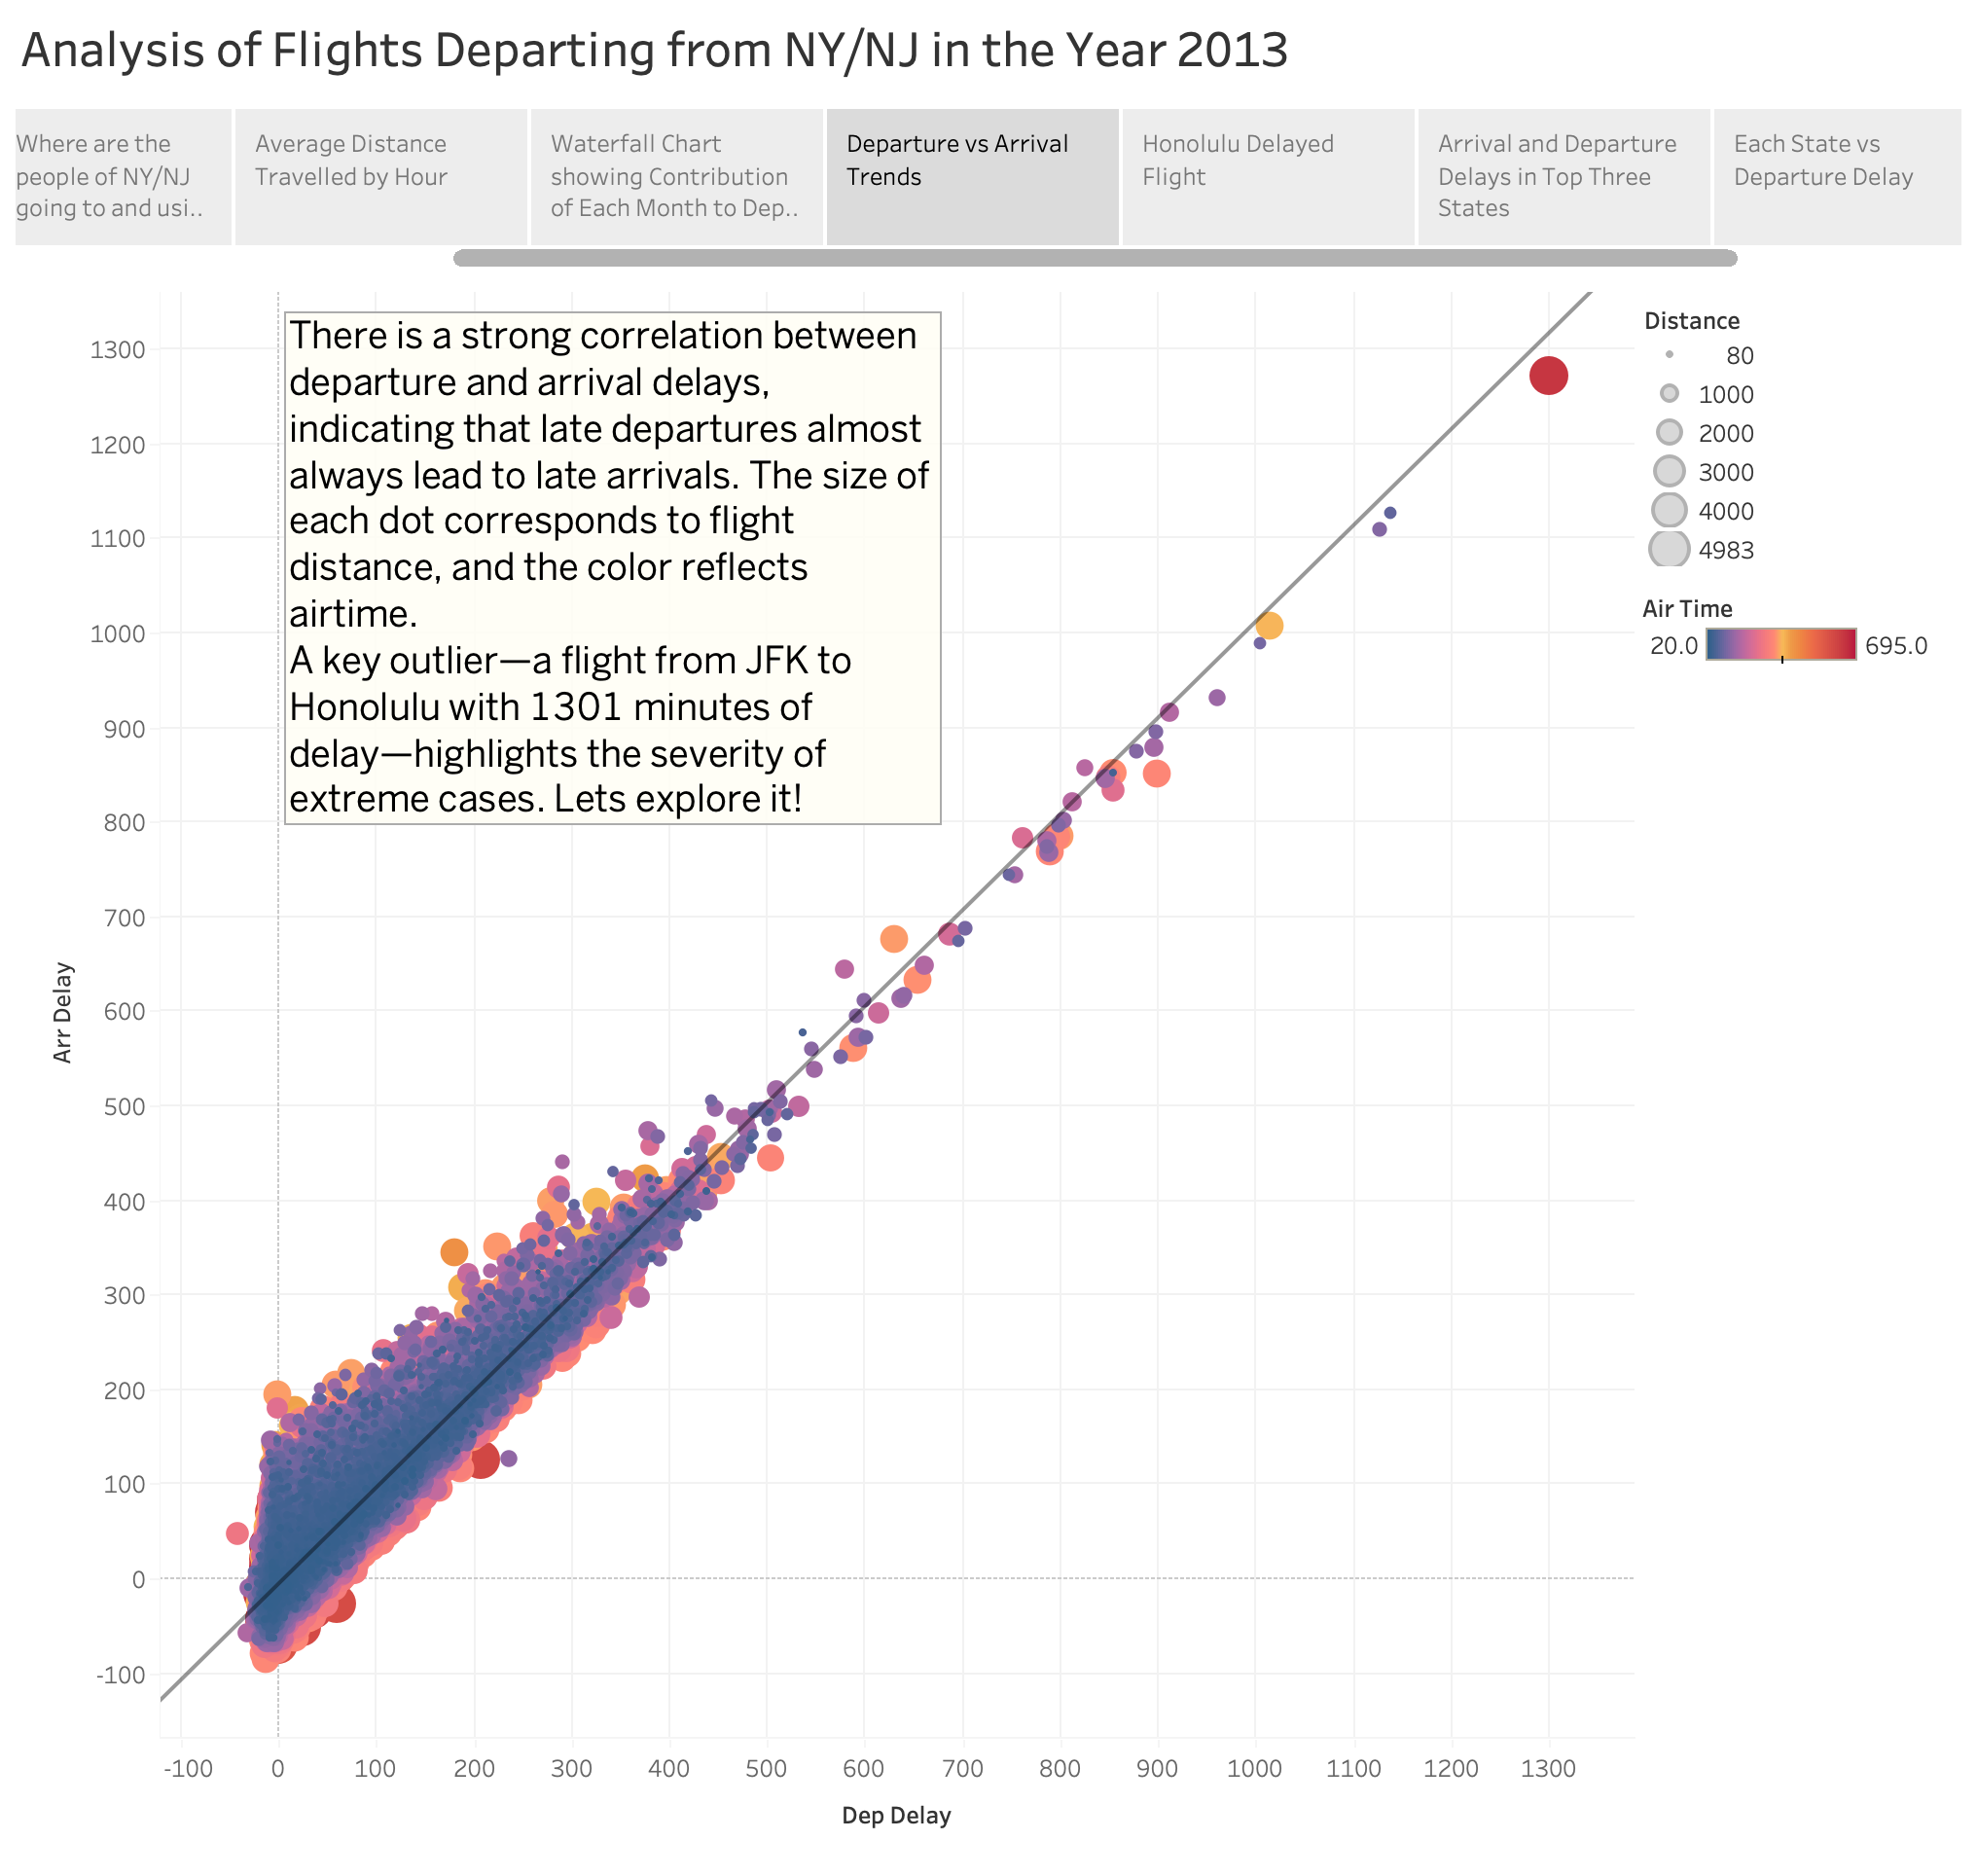 Analysis of Flights Departing from NY/NJ in the Year 2013
Where are the
people of NY/NJ
going to and usi..
Average Distance
Travelled by Hour
Waterfall Chart
showing Contribution
of Each Month to Dep..
Departure vs Arrival
Trends
Honolulu Delayed
Flight
Arrival and Departure
Delays in Top Three
States
Each State vs
Departure Delay
There is a strong correlation between
departure and arrival delays,
indicating that late departures almost
always lead to late arrivals. The size of
each dot corresponds to flight
distance, and the color reflects
airtime.
A key outlier—a flight from JFK to
Honolulu with 1301 minutes of
delay—highlights the severity of
extreme cases. Lets explore it!
Distance
80
1000
2000
3000
4000
4983
Air Time
20.0 695.0
Arr Delay
1300
1200
1100
1000
900
800
700
600
500
400
300
200
100
0
-100
-100 0 100 200 300 400 500 600 700 800 900 1000 1100 1200 1300
Dep Delay